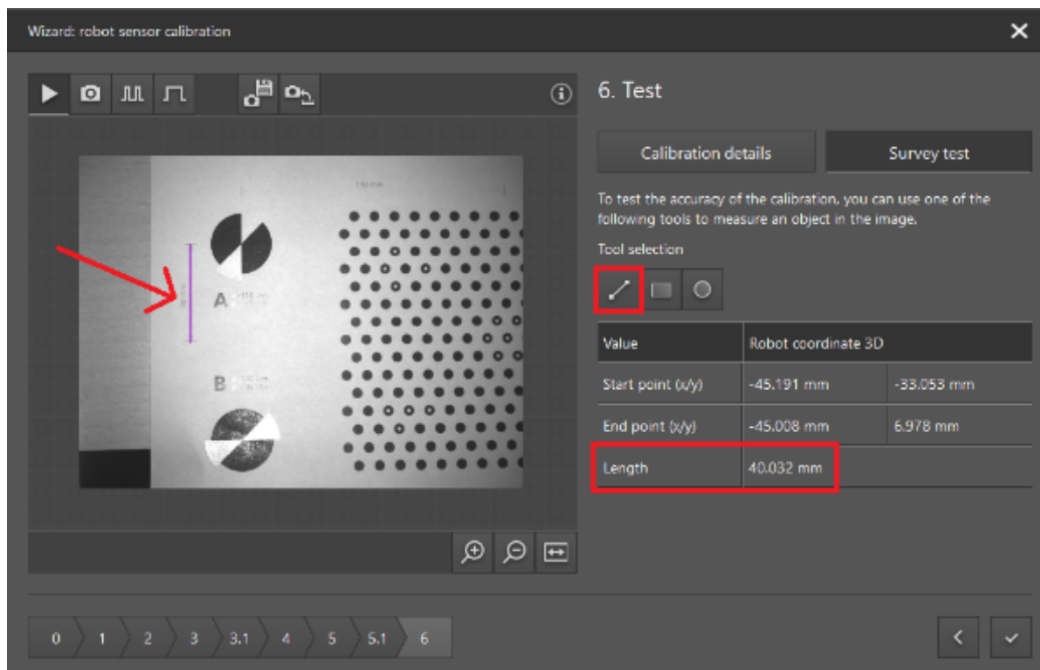 Wizard: robot sensor calibration
6. Test
Calibration details
Survey test
To test the accuracy of the calibration, you can use one of the
following tools to measure an object in the image.
Tool selection
Value Robot coordinate 3D
Start point (x/y) -45.191 mm -33.053 mm
End point (x/y) -45.008 mm 6.978 mm
Length 40.032 mm
A
B
0 1 2 3 3.1 4 5 5.1 6